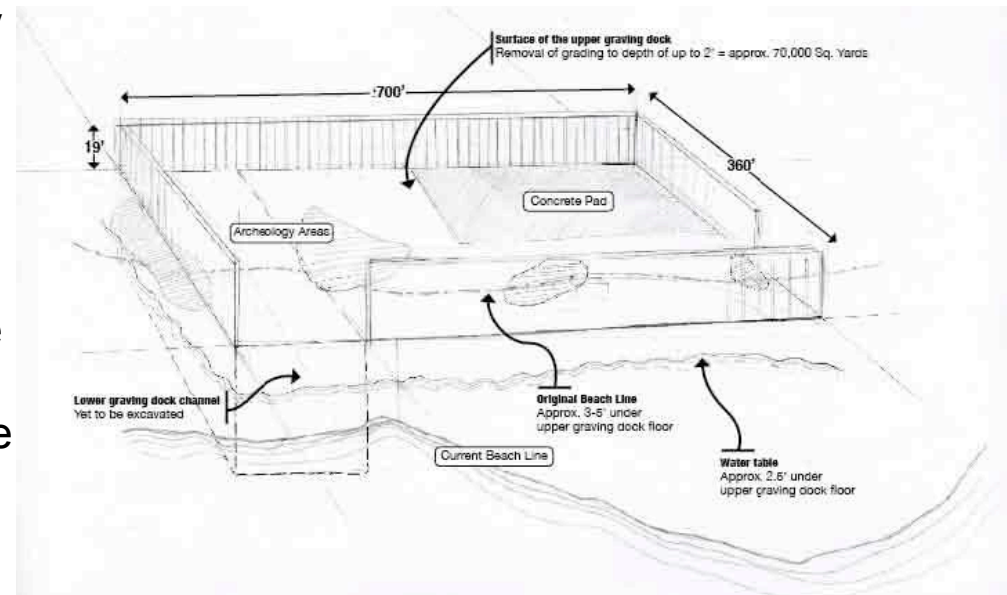 Surface of the upper graving dock
Removal of grading to depth of up to 2' = approx. 70,000 Sq. Yards
700'
19'
360'
Concrete Pad
Archeology Areas
Lower graving dock channel
Yet to be excavated
Original Beach Line
Approx. 3-5' under
upper graving dock floor
Current Beach Line
Water table
Approx. 2.5' under
upper graving dock floor
e
e